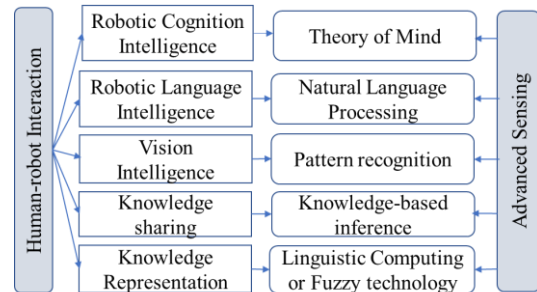 Human-robot Interaction
Robotic Cognition
Intelligence
Theory of Mind
Robotic Language
Intelligence
Natural Language
Processing
Vision
Intelligence
Pattern recognition
Knowledge
sharing
Knowledge-based
inference
Knowledge
Representation
Linguistic Computing
or Fuzzy technology
Advanced Sensing